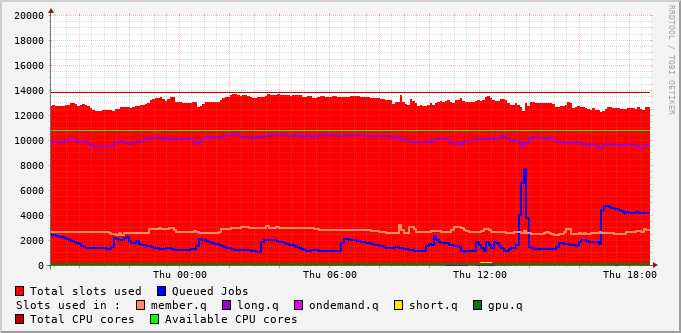 20000
18000
16000
14000
12000
10000
8000
6000
4000
2000
0
Thu 00:00 Thu 06:00 Thu 12:00 Thu 18:00
RRDTOOL / TOBI OETIKER
Total slots used Queued Jobs
Slots used in : member.q long.q ondemand.q short.q gpu.q
Total CPU cores Available CPU cores